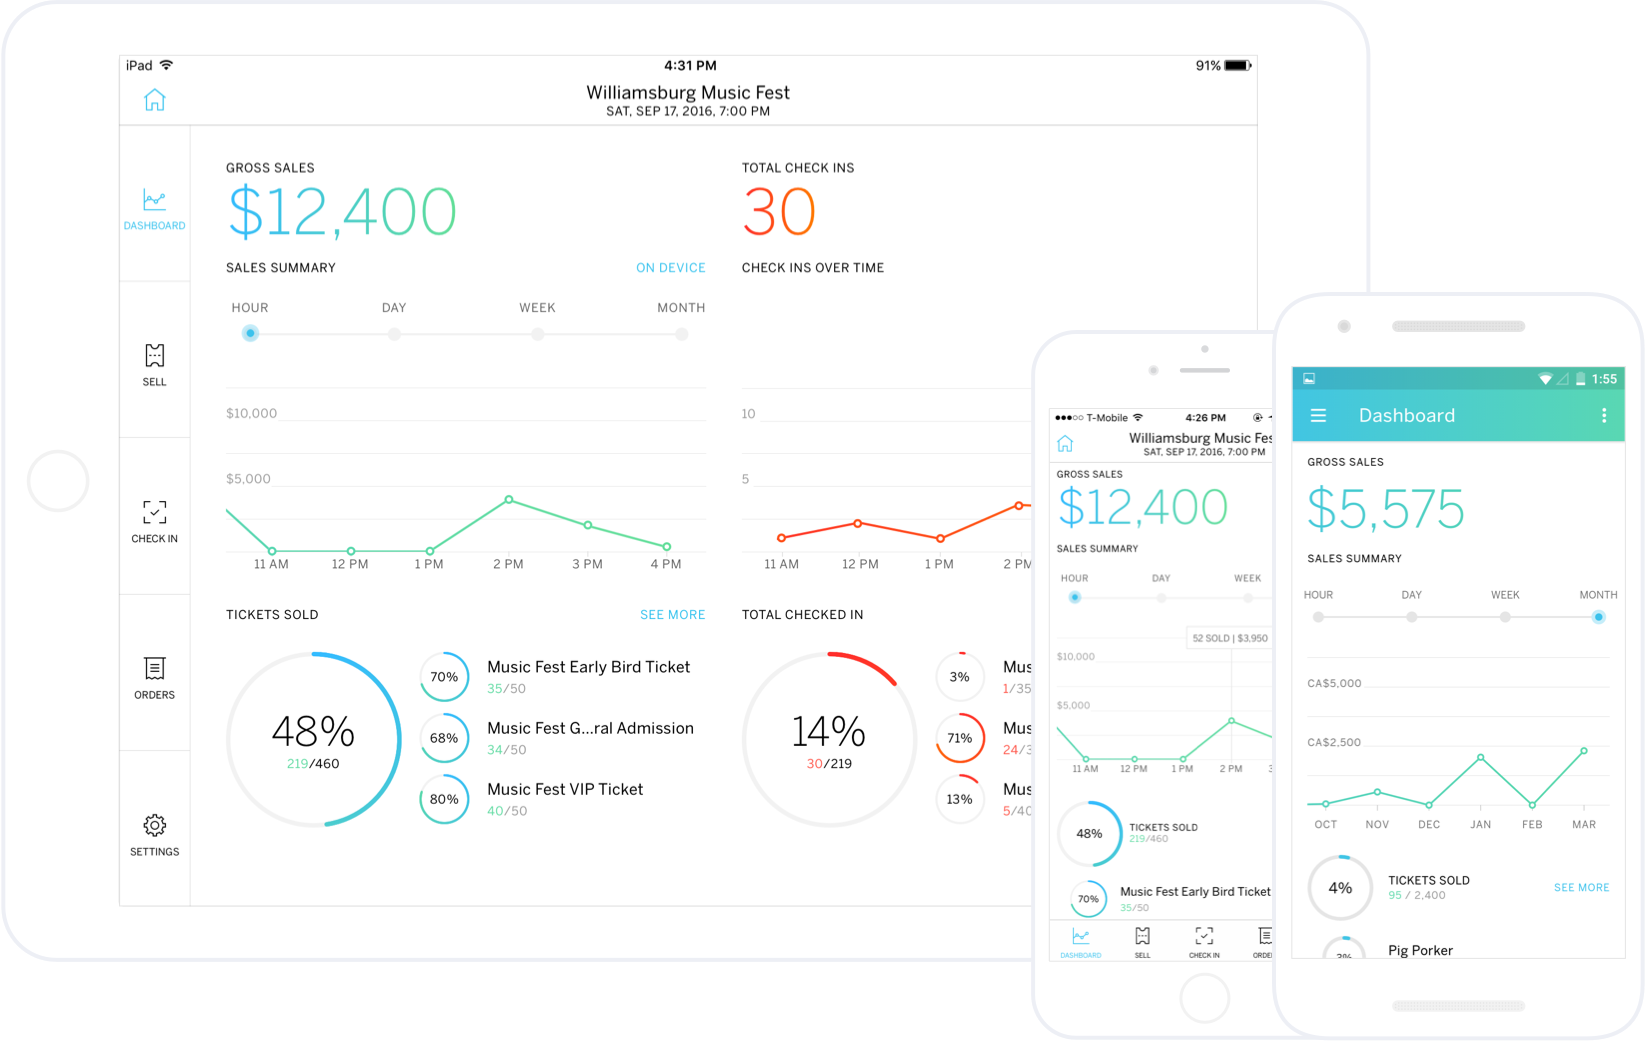 iPad
4:31 PM
91%
Williamsburg Music Fest
SAT, SEP 17, 2016, 7:00 PM
DASHBOARD
SELL
CHECK IN
ORDERS
SETTINGS
GROSS SALES
$12,400
SALES SUMMARY
ON DEVICE
HOUR DAY WEEK MONTH
$10,000
$5,000
11 AM 12 PM 1 PM 2 PM 3 PM 4 PM
TICKETS SOLD
SEE MORE
48%
219/460
70%
Music Fest Early Bird Ticket
35/50
68%
Music Fest G...ral Admission
34/50
80%
Music Fest VIP Ticket
40/50
TOTAL CHECK INS
30
CHECK INS OVER TIME
10
5
11 AM 12 PM 1 PM 2 PM
TOTAL CHECKED IN
14%
30/219
3%
Mus
1/35
71%
Mus
24/3
13%
Mus
5/40
T-Mobile
4:26 PM
Williamsburg Music Fes
SAT, SEP 17, 2016, 7:00 PM
GROSS SALES
$12,400
SALES SUMMARY
HOUR DAY WEEK
52 SOLD | $3,950
$10,000
$5,000
11 AM 12 PM 1 PM 2 PM 3
48%
TICKETS SOLD
219/460
70%
Music Fest Early Bird Ticket
35/50
DASHBOARD SELL CHECK IN ORDE
1:55
Dashboard
GROSS SALES
$5,575
SALES SUMMARY
HOUR DAY WEEK MONTH
CA$5,000
CA$2,500
OCT NOV DEC JAN FEB MAR
4%
TICKETS SOLD
95 / 2,400
SEE MORE
Pig Porker